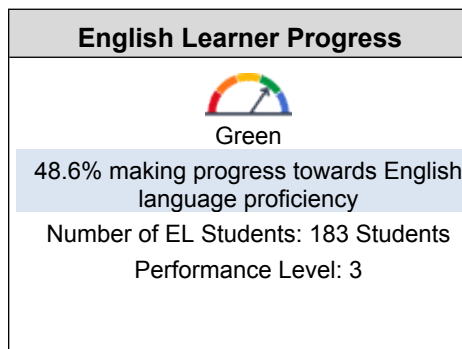 English Learner Progress
Green
48.6% making progress towards English
language proficiency
Number of EL Students: 183 Students
Performance Level: 3